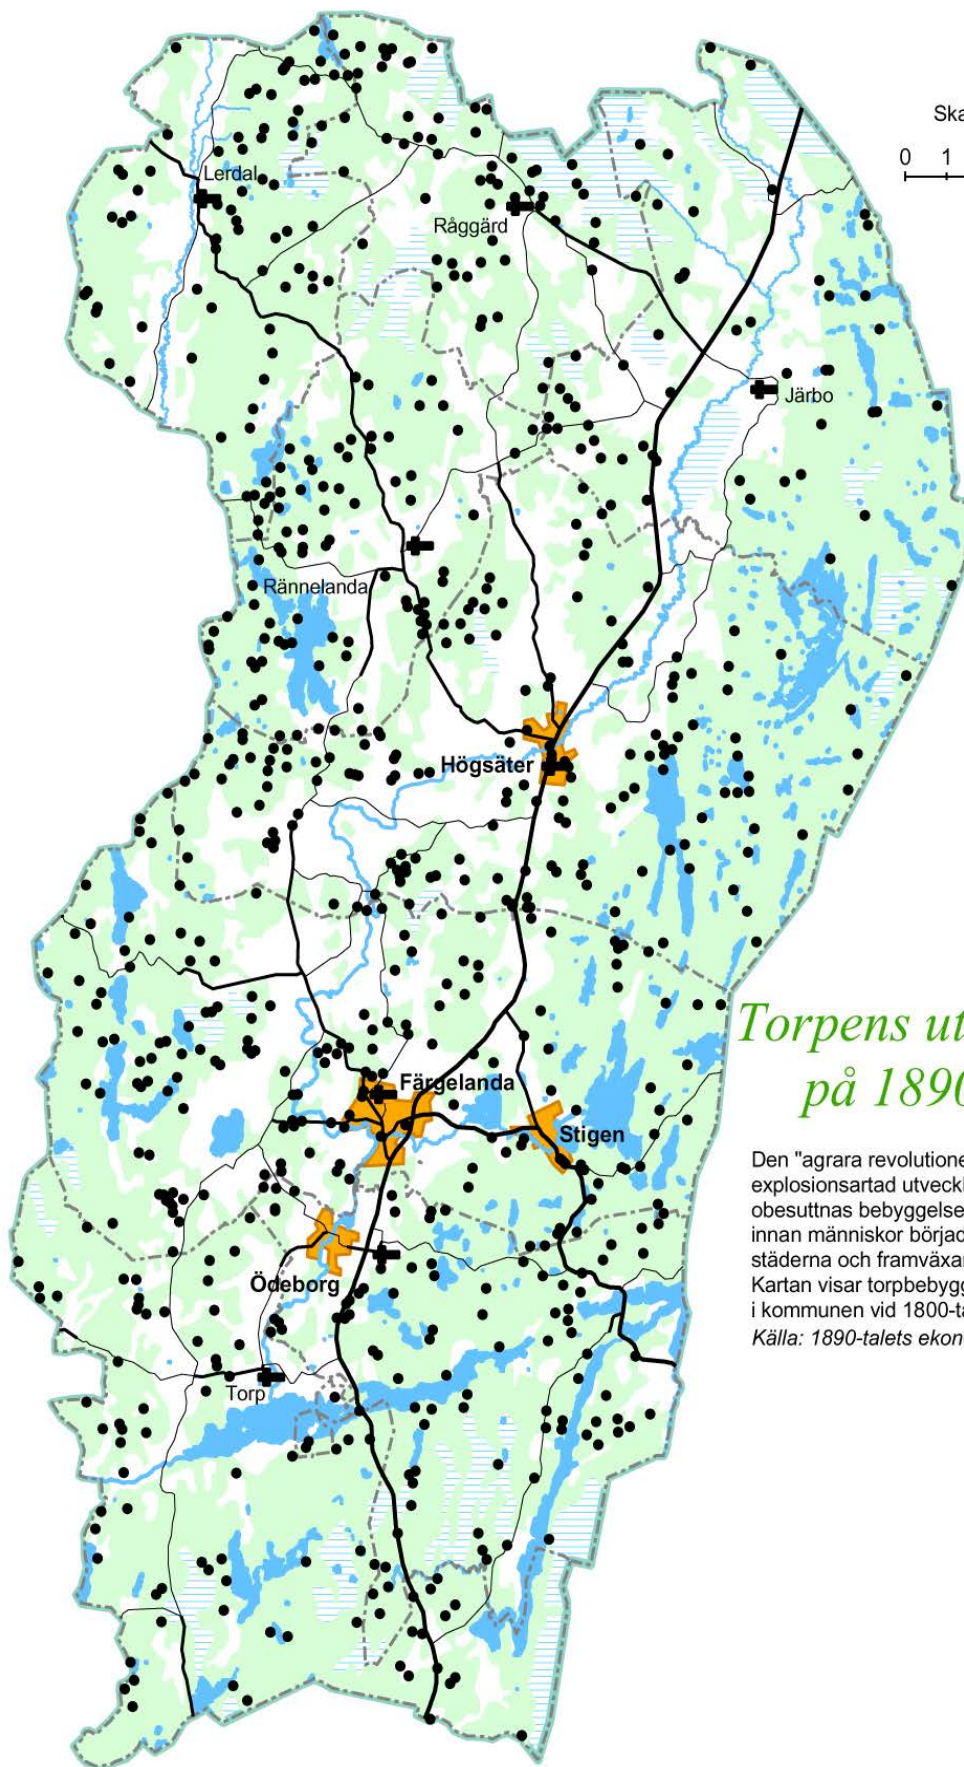 Ska
0 1
Lerdal
Råggärd
Järbo
Rännelanda
Högsäter
Torpens ut
på 1890
Färgelanda
Stigen
Den "agrara revolutione
explosionsartad utveckl
obesuttnas bebyggelse
innan människor börjad
städerna och framväxar
Kartan visar torpbebygg
i kommunen vid 1800-ta
Källa: 1890-talets ekon
Ödeborg
Torp